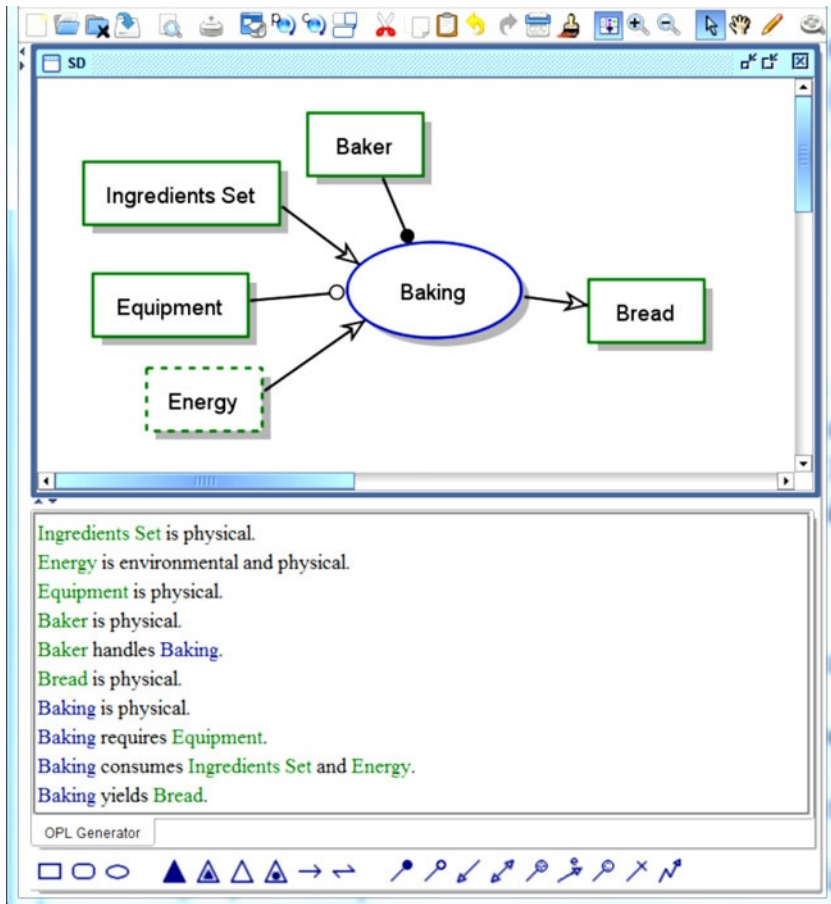 SD
Baker
Ingredients Set
Baking
Equipment
Bread
Energy
Ingredients Set is physical.
Energy is environmental and physical.
Equipment is physical.
Baker is physical.
Baker handles Baking.
Bread is physical.
Baking is physical.
Baking requires Equipment.
Baking consumes Ingredients Set and Energy.
Baking yields Bread.
OPL Generator